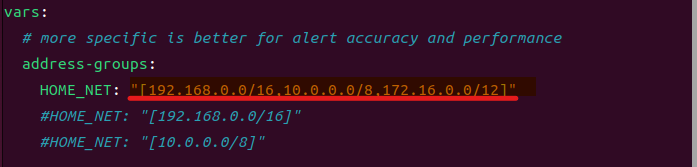 vars:
# more specific is better for alert accuracy and performance
address-groups:
HOME_NET: "[192.168.0.0/16,10.0.0.0/8,172.16.0.0/12]"
#HOME_NET: "[192.168.0.0/16]"
#HOME_NET: "[10.0.0.0/8]"